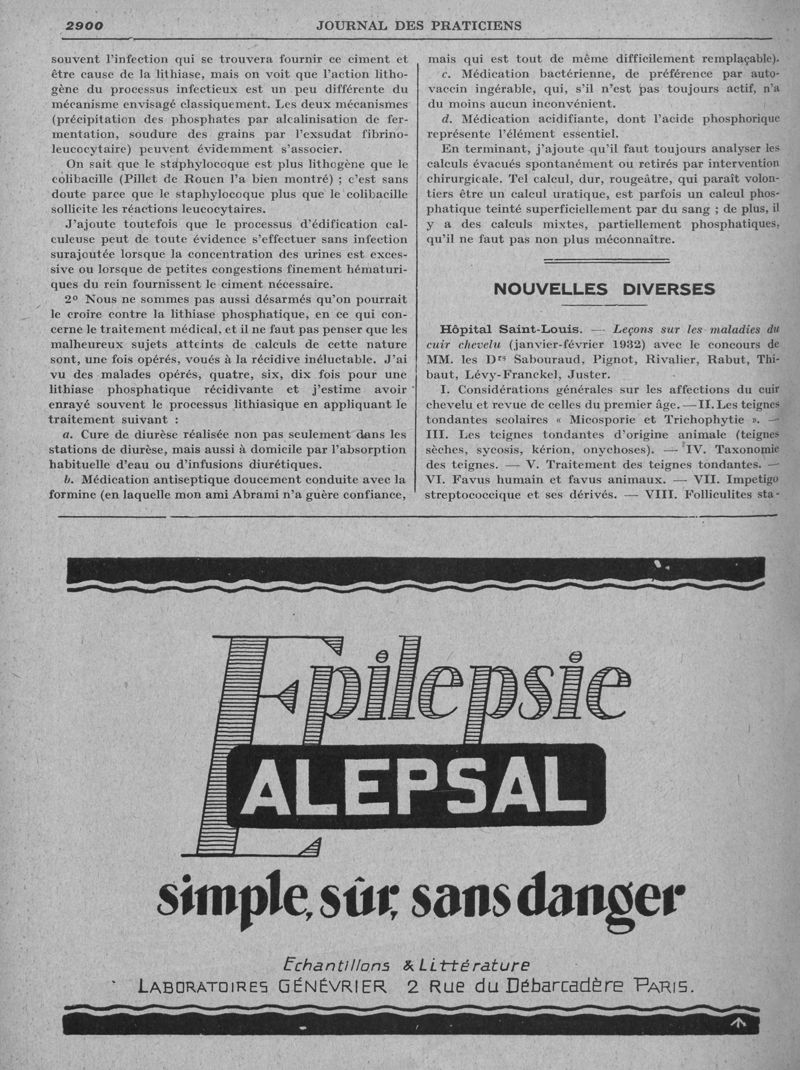 2900
JOURNAL DES PRATICIENS
souvent l'infection qui se trouvera fournir ce ciment et
être cause de la lithiase, mais on voit que l'action litho-
gène du processus infectieux est un peu différente du
mécanisme envisagé classiquement. Les deux mécanismes
(précipitation des phosphates par alcalinisation de fer-
mentation, soudure des grains par l'exsudat fibrino-
leucocytaire) peuvent évidemment s'associer.
On sait que le staphylocoque est plus lithogène que le
colibacille (Pillet de Rouen l'a bien montré) ; c'est sans
doute parce que le staphylocoque plus que le colibacille
sollicite les réactions leucocytaires.
J'ajoute toutefois que le processus d'édification cal-
culeuse peut de toute évidence s'effectuer sans infection
surajoutée lorsque la concentration des urines est exces-
sive ou lorsque de petites congestions finement hématuri-
ques du rein fournissent le ciment nécessaire.
2º Nous ne sommes pas aussi désarmés qu'on pourrait
le croire contre la lithiase phosphatique, en ce qui con-
cerne le traitement médical, et il ne faut pas penser que les
malheureux sujets atteints de calculs de cette nature
sont, une fois opérés, voués à la récidive inéluctable. J'ai
vu des malades opérés, quatre, six, dix fois pour une
lithiase phosphatique récidivante et j'estime avoir
enrayé souvent le processus lithiasique en appliquant le
traitement suivant :
a. Cure de diurèse réalisée non pas seulement dans les
stations de diurèse, mais aussi à domicile par l'absorption
habituelle d'eau ou d'infusions diurétiques.
b. Médication antiseptique doucement conduite avec la
formine (en laquelle mon ami Abrami n'a guère confiance,
mais qui est tout de même difficilement remplaçable).
c. Médication bactérienne, de préférence par auto-
vaccin ingérable, qui, s'il n'est pas toujours actif, n'a
du moins aucun inconvénient.
d. Médication acidifiante, dont l'acide phosphorique
représente l'élément essentiel.
En terminant, j'ajoute qu'il faut toujours analyser les
calculs évacués spontanément ou retirés par intervention
chirurgicale. Tel calcul, dur, rougeâtre, qui paraît volon-
tiers être un calcul uratique, est parfois un calcul phos-
phatique teinté superficiellement par du sang ; de plus, il
y a des calculs mixtes, partiellement phosphatiques,
qu'il ne faut pas non plus méconnaître.
NOUVELLES DIVERSES
Hôpital Saint-Louis. — Leçons sur les maladies du
cuir chevelu (janvier-février 1932) avec le concours de
MM. les Drs Sabouraud, Pignot, Rivalier, Rabut, Thi-
baut, Lévy-Franckel, Juster.
I. Considérations générales sur les affections du cuir
chevelu et revue de celles du premier âge. — II. Les teignes
tondantes scolaires « Micosporie et Trichophytie ». —
III. Les teignes tondantes d'origine animale (teignes
sèches, sycosis, kérion, onychoses). — IV. Taxonomie
des teignes. — V. Traitement des teignes tondantes. —
VI. Favus humain et favus animaux. — VII. Impetigo
streptococcique et ses dérivés. — VIII. Folliculites sta-
Epilepsie
ALEPSAL
simple, sûr, sans danger
Echantillons & Littérature
LABORATOIRES GÉNÉVRIER 2 Rue du Débarcadère PARIS.